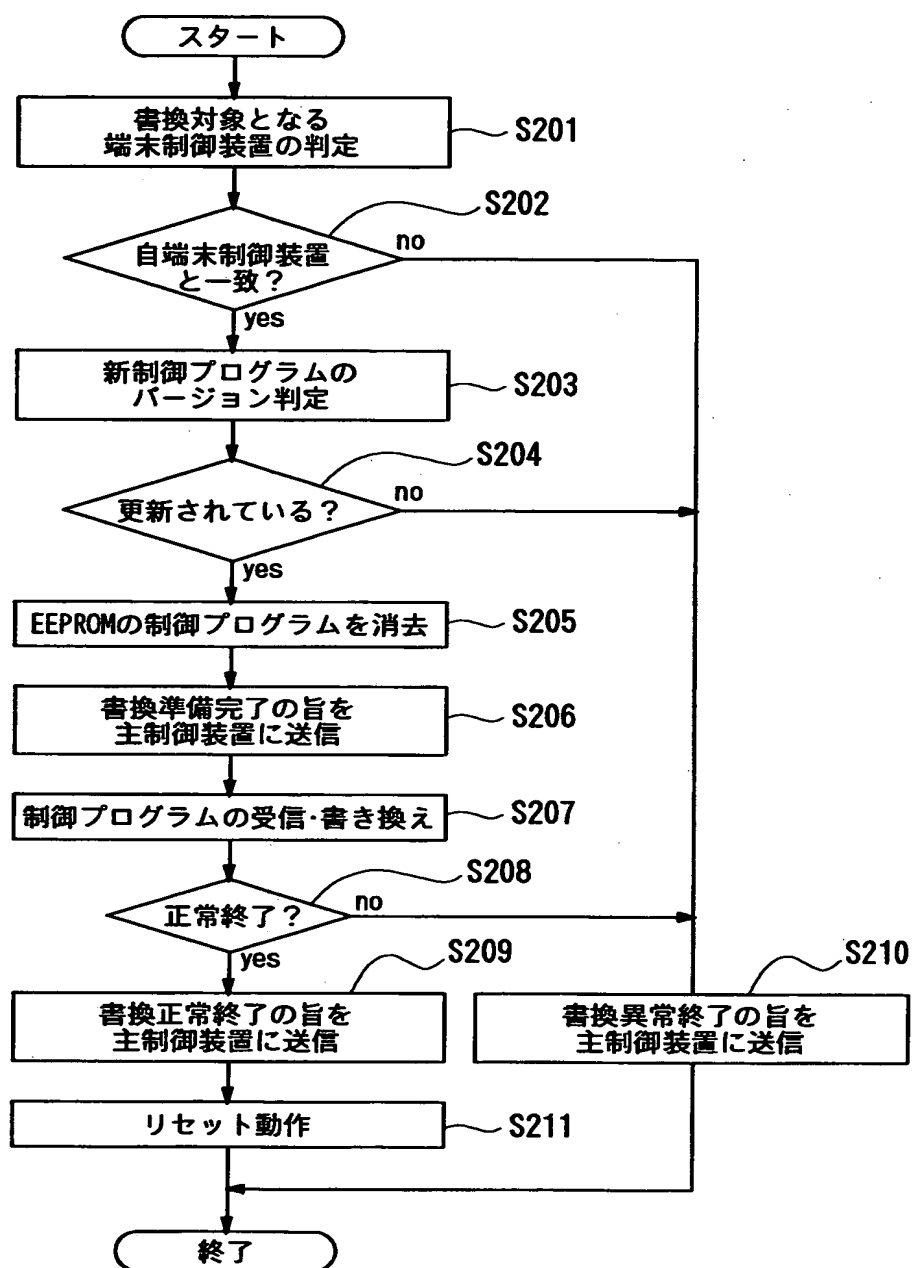 スタート
書換対象となる
端末制御装置の判定
S201
S202
自端末制御装置
と一致?
no
yes
新制御プログラムの
バージョン判定
S203
S204
更新されている?
no
yes
EEPROMの制御プログラムを消去
S205
書換準備完了の旨を
主制御装置に送信
S206
制御プログラムの受信·書き換え
S207
S208
正常終了?
no
yes
S209
書換正常終了の旨を
主制御装置に送信
S210
書換異常終了の旨を
主制御装置に送信
リセット動作
S211
終了